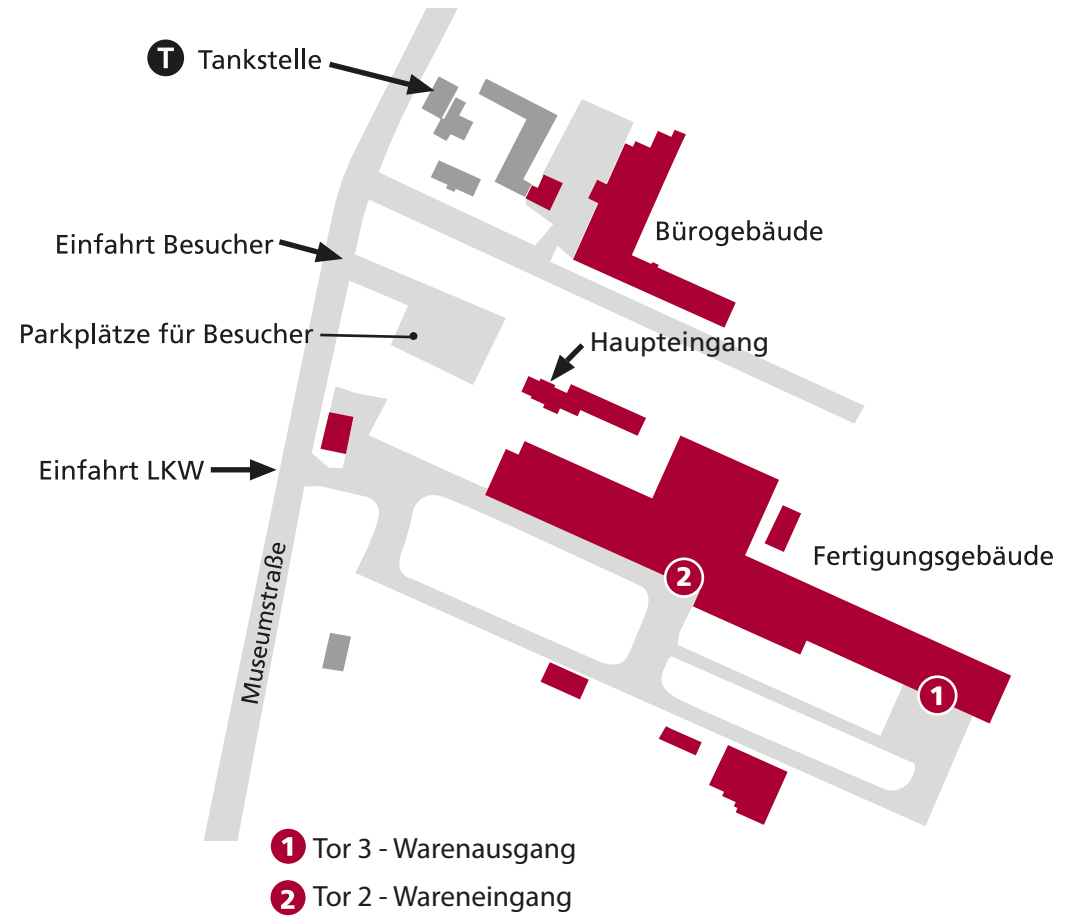 T Tankstelle
Bürogebäude
Einfahrt Besucher
Parkplätze für Besucher
Haupteingang
Einfahrt LKW
Fertigungsgebäude
2
Museumstraße
1
1 Tor 3 - Warenausgang
2 Tor 2 - Wareneingang